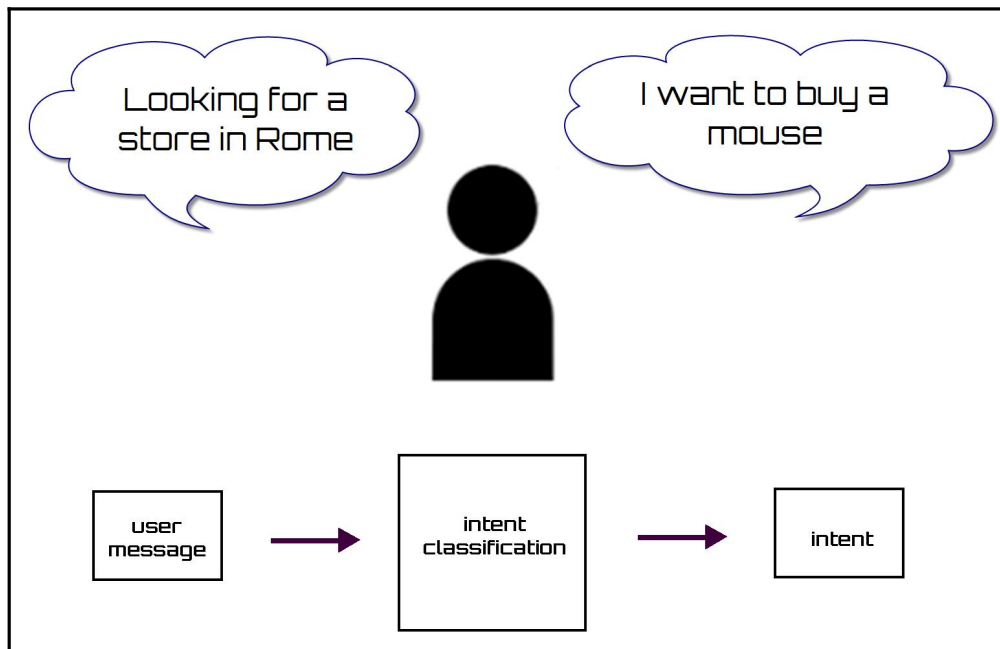 Looking for a
store in Rome
I want to buy a
mouse
user
message
intent
classification
intent